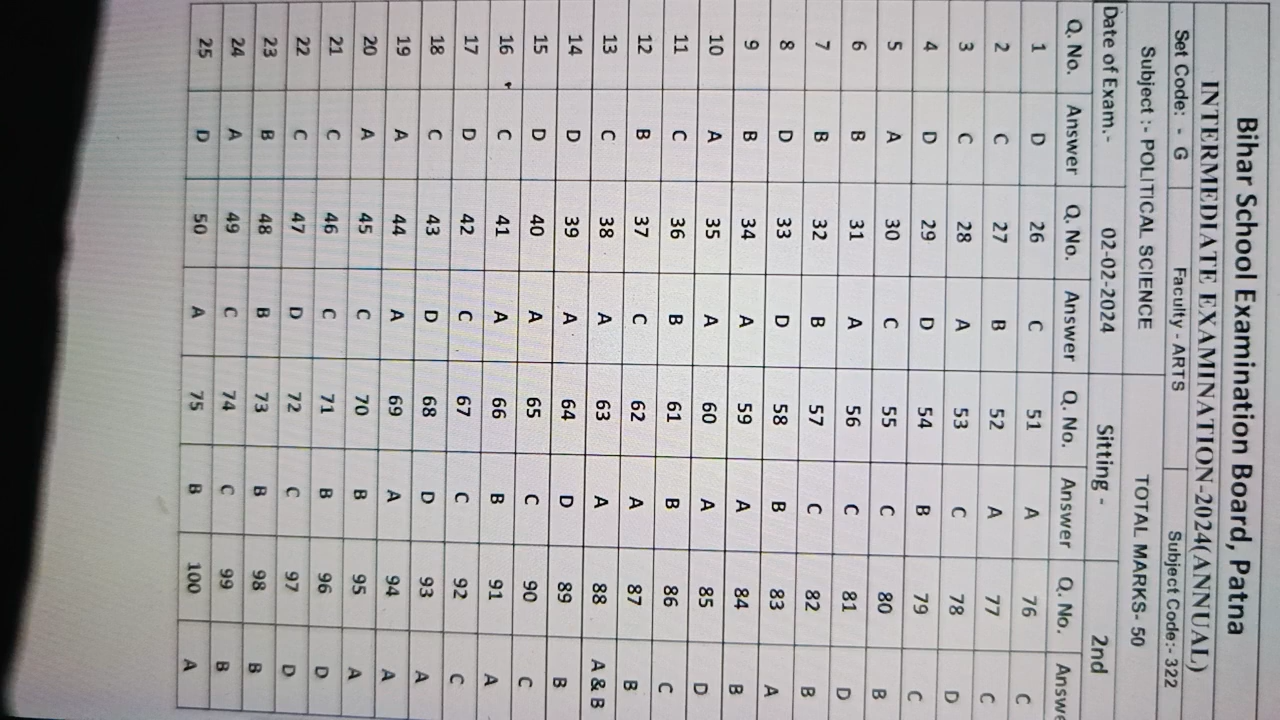 Bihar School Examination Board, Patna
INTERMEDIATE EXAMINATION-2024(ANNUAL)
Set Code: - G Faculty - ARTS Subject Code:- 322
Subject :- POLITICAL SCIENCE TOTAL MARKS- 50
Date of Exam.- 02-02-2024 Sitting - 2nd
Q. No. Answer Q. No. Answer Q. No. Answer Q. No. Answe
1 D 26 C 51 A 76 C
2 C 27 B 52 A 77 C
3 C 28 A 53 C 78 D
4 D 29 D 54 B 79 C
5 A 30 C 55 C 80 B
6 B 31 A 56 C 81 D
7 B 32 B 57 C 82 B
8 D 33 D 58 B 83 A
9 B 34 A 59 A 84 B
10 A 35 A 60 A 85 D
11 C 36 B 61 B 86 C
12 B 37 C 62 A 87 B
13 C 38 A 63 A 88 A & B
14 D 39 A 64 D 89 B
15 D 40 A 65 C 90 C
16 C 41 A 66 B 91 A
17 D 42 C 67 C 92 C
18 C 43 D 68 D 93 A
19 A 44 A 69 A 94 A
20 A 45 C 70 B 95 A
21 C 46 C 71 B 96 D
22 C 47 D 72 C 97 D
23 B 48 B 73 B 98 B
24 A 49 C 74 C 99 B
25 D 50 A 75 B 100 A